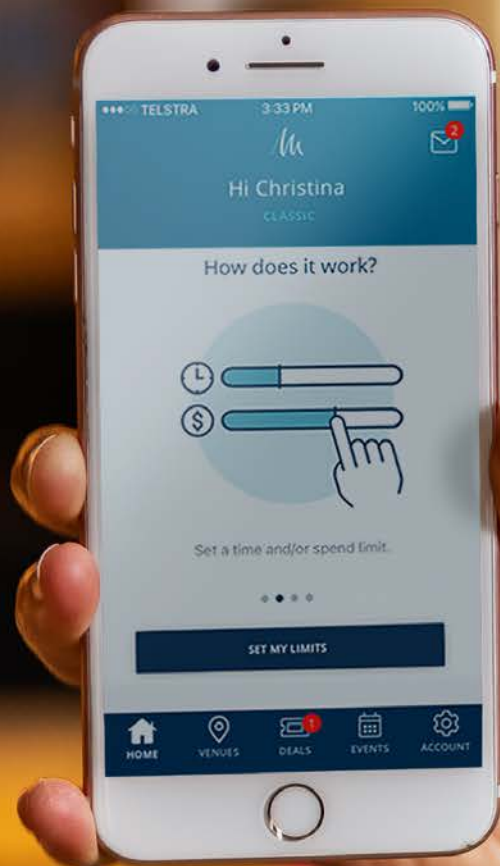 TELSTRA 3:33 PM 100%
2
Hi Christina
CLASSIC
How does it work?
$
Set a time and/or spend limit.
SET MY LIMITS
1
HOME VENUES DEALS EVENTS ACCOUNT